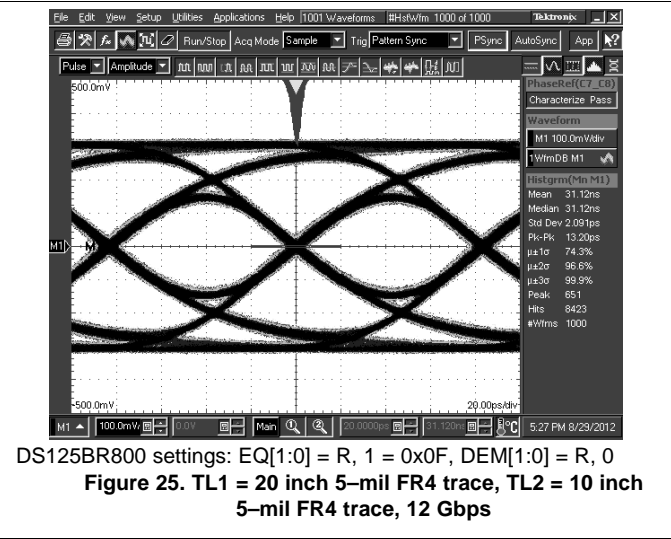 File Edit View Setup Utilities Applications Help 1001 Waveforms #HstWfm 1000 of 1000 Tektronix
Run/Stop Acq Mode Sample Trig Pattern Sync PSync AutoSync App
Pulse Amplitude
500.0mV
PhaseRef(C7_C8)
Characterize Pass
Waveform
M1 100.0mV/div
1 WfmDB M1
Histgrm(Mn M1)
Mean 31.12ns
Median 31.12ns
Std Dev 2.091ps
Pk-Pk 13.20ps
µ±1σ 74.3%
µ±2σ 96.6%
µ±3σ 99.9%
Peak 651
Hits 8423
#Wfms 1000
M1 M
-500.0mV 20.00ps/div
M1 100.0mV/ 0.0V Main 1 2 20.0000ps 31.120n °C 5:27 PM 8/29/2012
DS125BR800 settings: EQ[1:0] = R, 1 = 0x0F, DEM[1:0] = R, 0
Figure 25. TL1 = 20 inch 5–mil FR4 trace, TL2 = 10 inch
5–mil FR4 trace, 12 Gbps